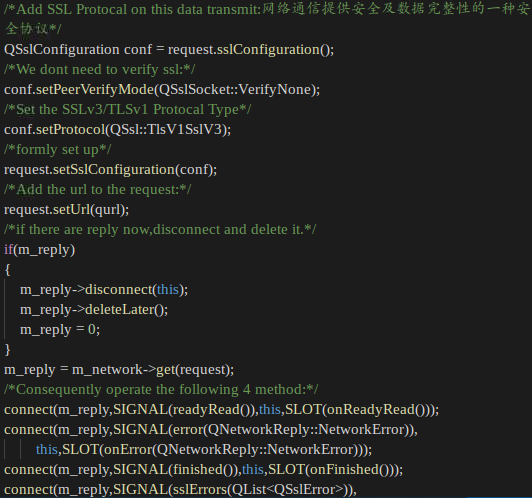 /*Add SSL Protocal on this data transmit:网络通信提供安全及数据完整性的一种安
全协议*/
QSslConfiguration conf = request.sslConfiguration();
/*We dont need to verify ssl:*/
conf.setPeerVerifyMode(QSslSocket::VerifyNone);
/*Set the SSLv3/TLSv1 Protocal Type*/
conf.setProtocol(QSsl::TlsV1SslV3);
/*formly set up*/
request.setSslConfiguration(conf);
/*Add the url to the request:*/
request.setUrl(qurl);
/*if there are reply now,disconnect and delete it.*/
if(m_reply)
{
m_reply->disconnect(this);
m_reply->deleteLater();
m_reply = 0;
}
m_reply = m_network->get(request);
/*Consequently operate the following 4 method:*/
connect(m_reply,SIGNAL(readyRead()),this,SLOT(onReadyRead()));
connect(m_reply,SIGNAL(error(QNetworkReply::NetworkError)),
this,SLOT(onError(QNetworkReply::NetworkError)));
connect(m_reply,SIGNAL(finished()),this,SLOT(onFinished()));
connect(m_reply,SIGNAL(sslErrors(QList<QSslError>)),